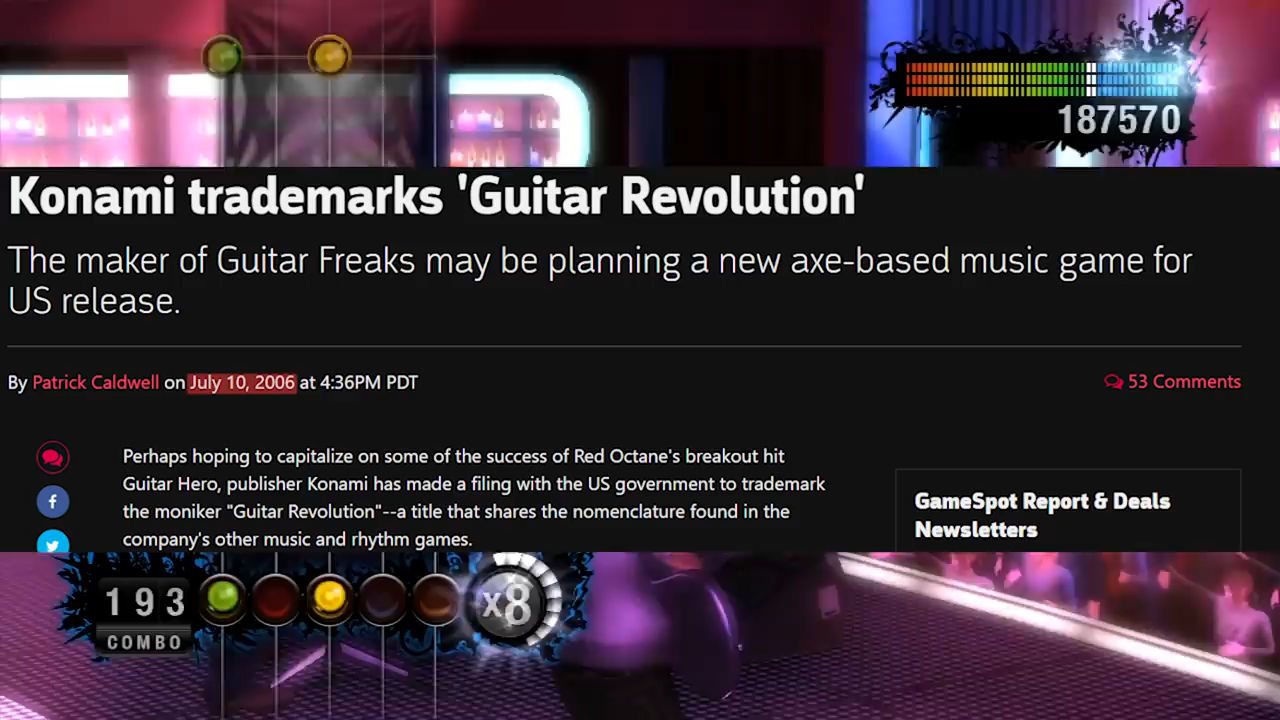 187570
Konami trademarks 'Guitar Revolution'
The maker of Guitar Freaks may be planning a new axe-based music game for
US release.
By Patrick Caldwell on July 10, 2006 at 4:36PM PDT
53 Comments
Perhaps hoping to capitalize on some of the success of Red Octane's breakout hit
Guitar Hero, publisher Konami has made a filing with the US government to trademark
the moniker "Guitar Revolution"--a title that shares the nomenclature found in the
company's other music and rhythm games.
GameSpot Report & Deals
Newsletters
193
COMBO
x8